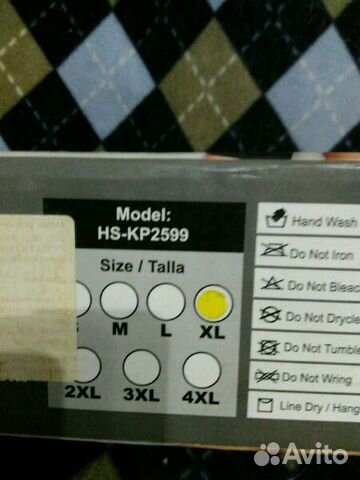 Model:
HS-KP2599
Size / Talla
S M L XL
2XL 3XL 4XL
Hand Wash
Do Not Iron
Do Not Bleac
Do Not Drycle
Do Not Tumble
Do Not Wring
Line Dry / Hang
Avito